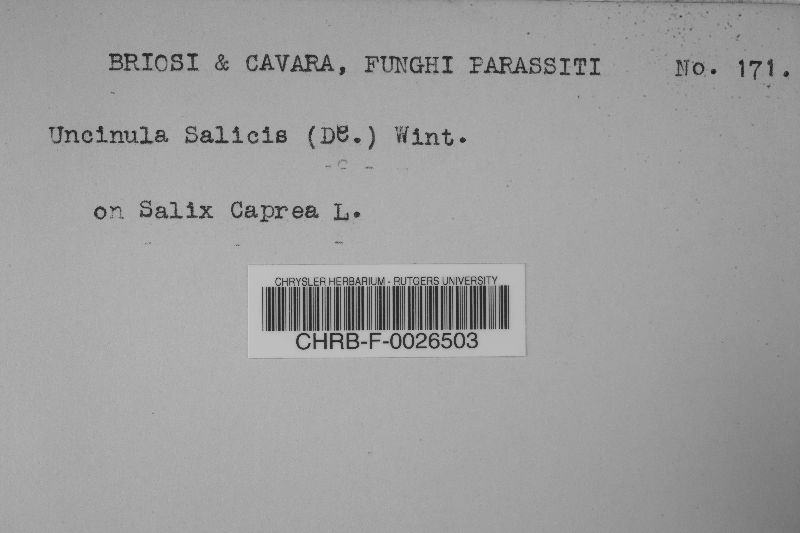 BRIOSI & CAVARA, FUNGHI PARASSITI No. 171.
Uncinula Salicis (DC.) Wint.
on Salix Caprea L.
CHRYSLER HERBARIUM - RUTGERS UNIVERSITY
CHRB-F-0026503